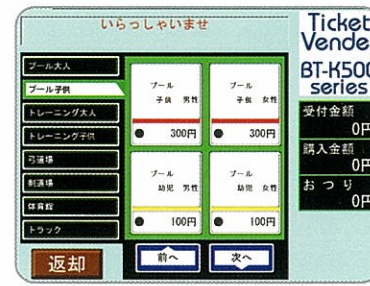 いらっしゃいませ
プール大人
プール子供
トレーニング大人
トレーニング子供
弓道場
剣道場
体育館
トラック
返却
プール
子供 男性
300円
プール
子供 女性
300円
プール
幼児 男性
100円
プール
幼児 女性
100円
前へ
次へ
Ticket
Vende
BT-K500
series
受付金額
0円
購入金額
0円
おつり
0円